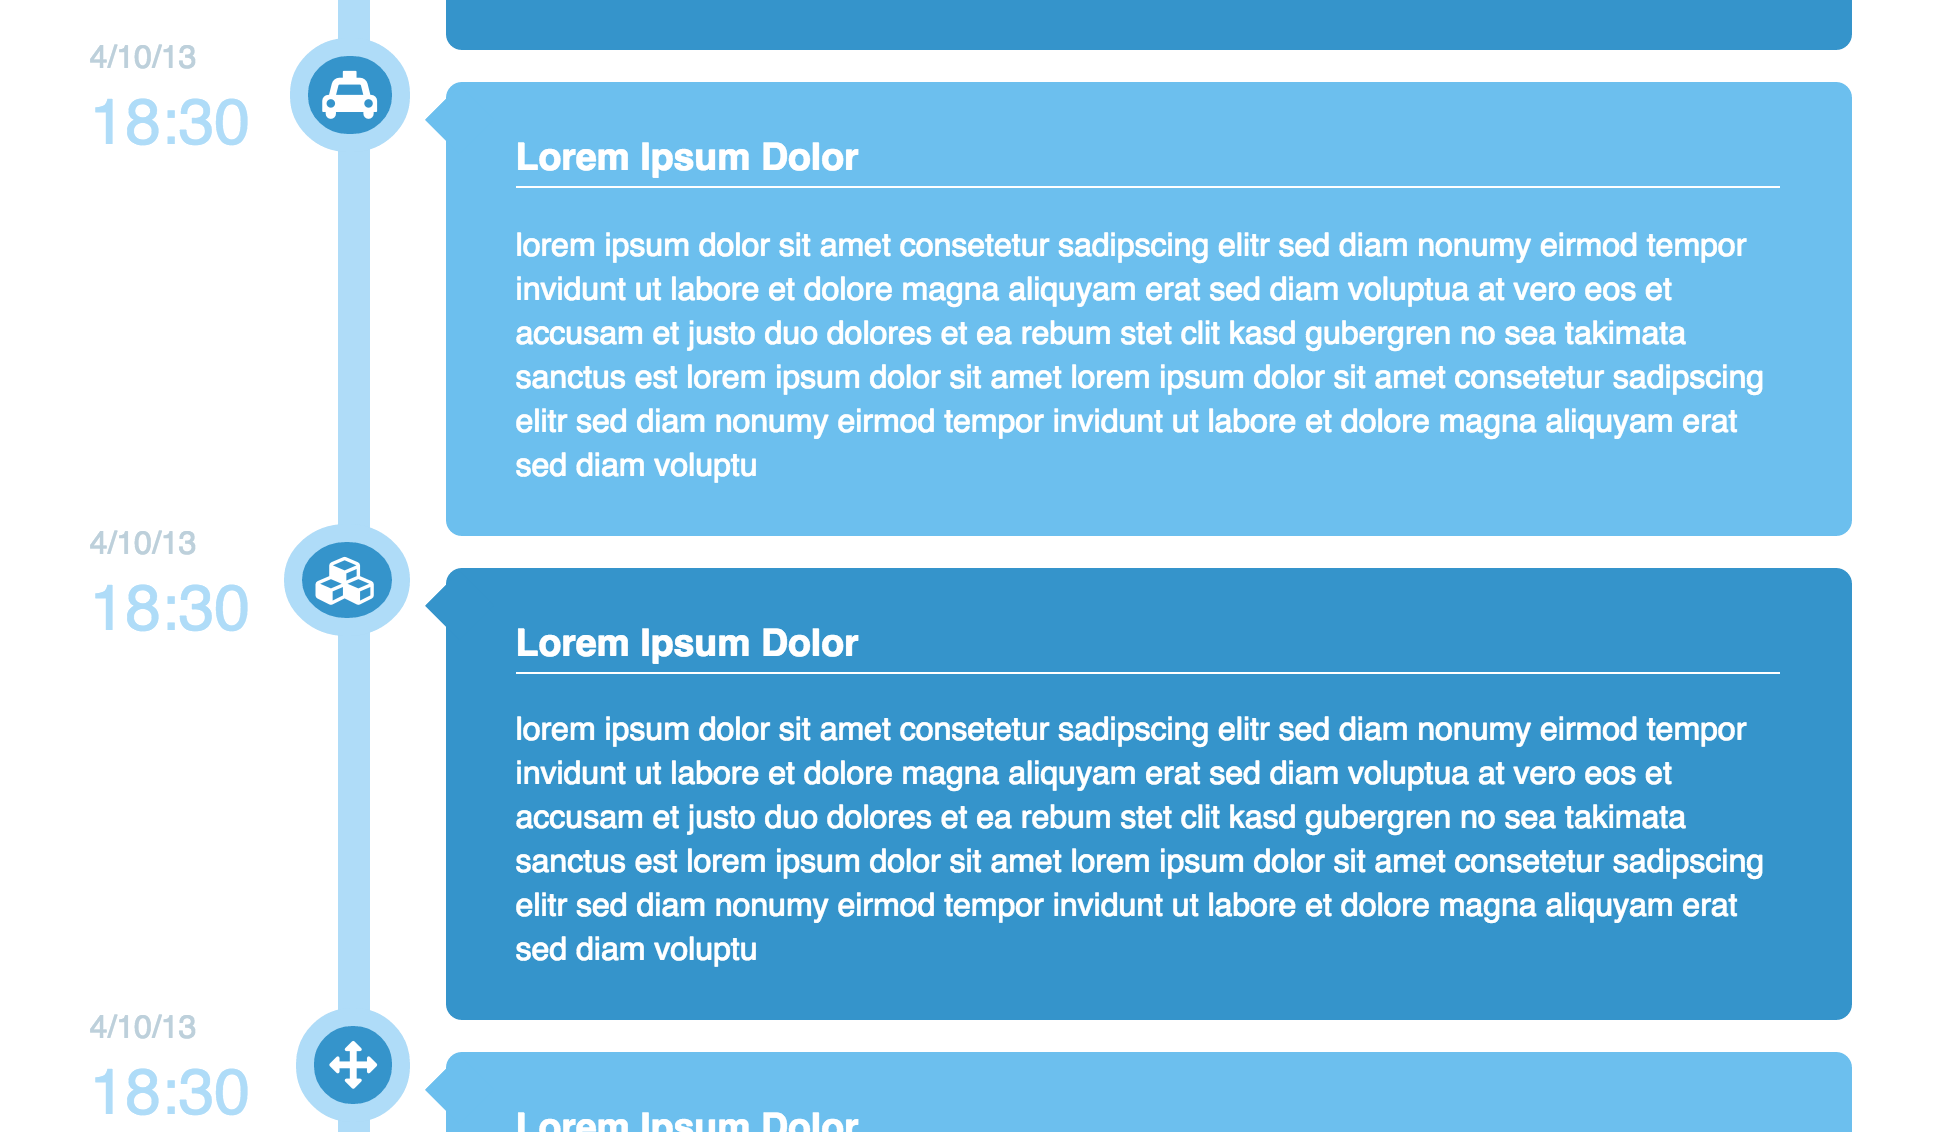 4/10/13
18:30
Lorem Ipsum Dolor
lorem ipsum dolor sit amet consetetur sadipscing elitr sed diam nonumy eirmod tempor
invidunt ut labore et dolore magna aliquyam erat sed diam voluptua at vero eos et
accusam et justo duo dolores et ea rebum stet clit kasd gubergren no sea takimata
sanctus est lorem ipsum dolor sit amet lorem ipsum dolor sit amet consetetur sadipscing
elitr sed diam nonumy eirmod tempor invidunt ut labore et dolore magna aliquyam erat
sed diam voluptu
4/10/13
18:30
Lorem Ipsum Dolor
lorem ipsum dolor sit amet consetetur sadipscing elitr sed diam nonumy eirmod tempor
invidunt ut labore et dolore magna aliquyam erat sed diam voluptua at vero eos et
accusam et justo duo dolores et ea rebum stet clit kasd gubergren no sea takimata
sanctus est lorem ipsum dolor sit amet lorem ipsum dolor sit amet consetetur sadipscing
elitr sed diam nonumy eirmod tempor invidunt ut labore et dolore magna aliquyam erat
sed diam voluptu
4/10/13
18:30
Lorem Ipsum Dolor